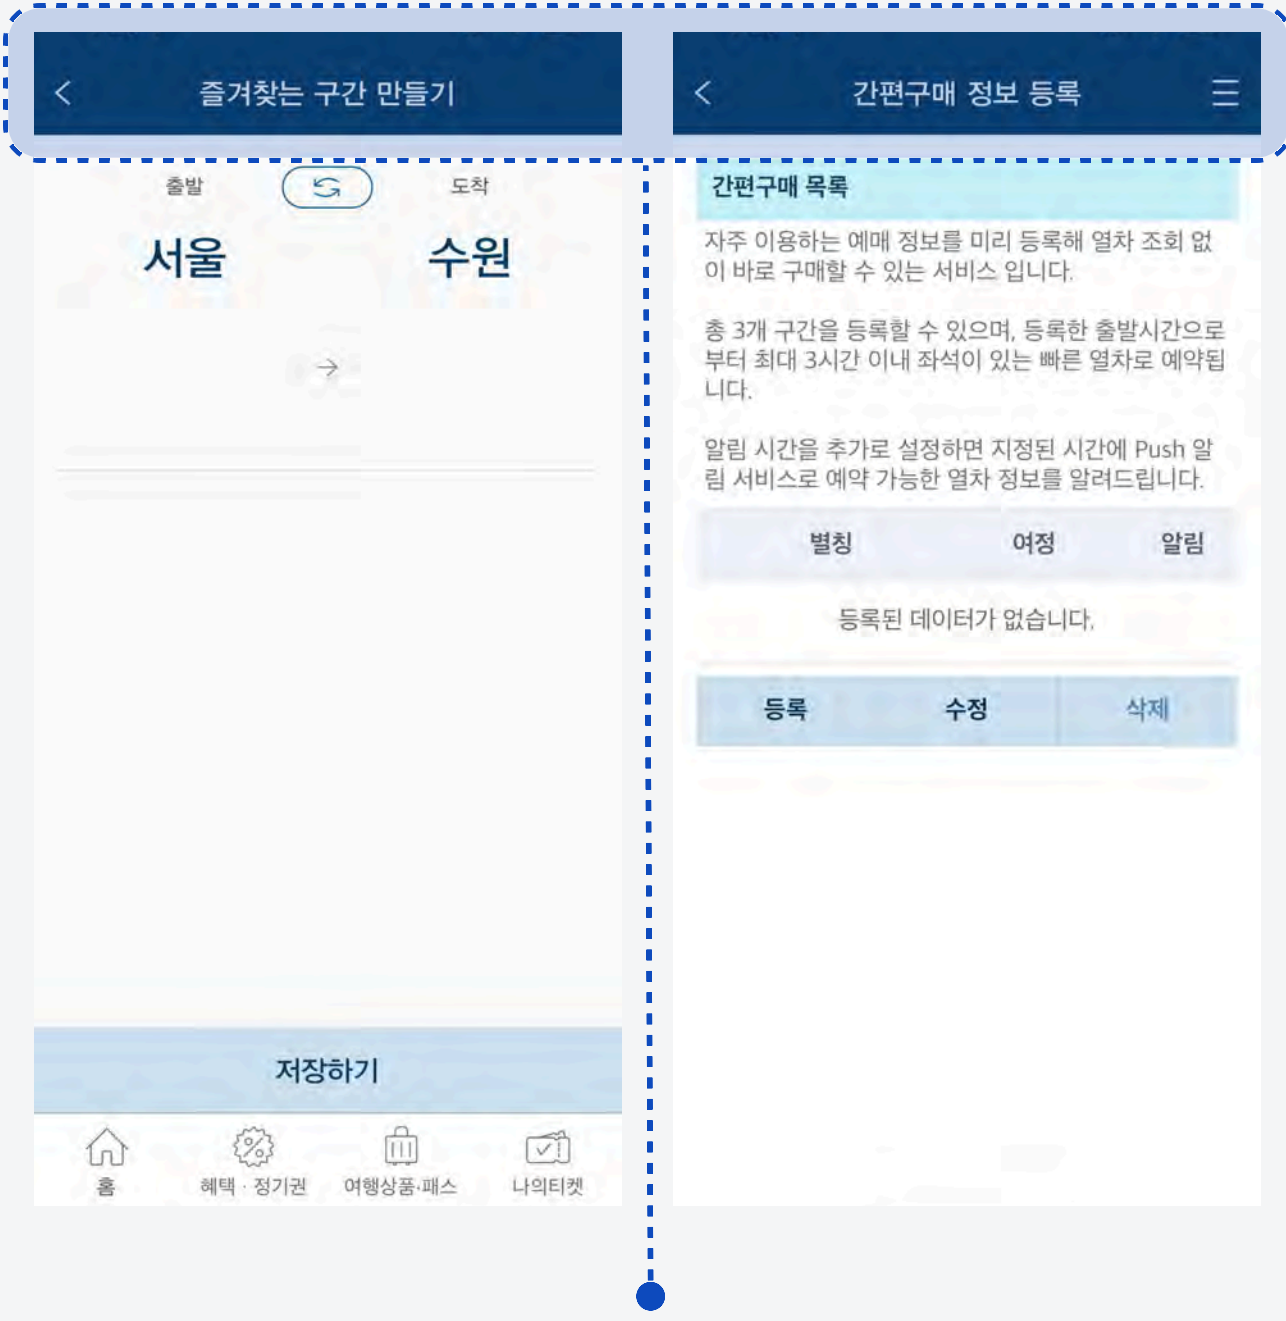 즐겨찾는 구간 만들기
출발
도착
서울
수원
저장하기
홈
혜택 · 정기권
여행상품·패스
나의티켓
간편구매 정보 등록
간편구매 목록
자주 이용하는 예매 정보를 미리 등록해 열차 조회 없
이 바로 구매할 수 있는 서비스 입니다.
총 3개 구간을 등록할 수 있으며, 등록한 출발시간으로
부터 최대 3시간 이내 좌석이 있는 빠른 열차로 예약됩
니다.
알림 시간을 추가로 설정하면 지정된 시간에 Push 알
림 서비스로 예약 가능한 열차 정보를 알려드립니다.
별칭
여정
알림
등록된 데이터가 없습니다.
등록
수정
삭제